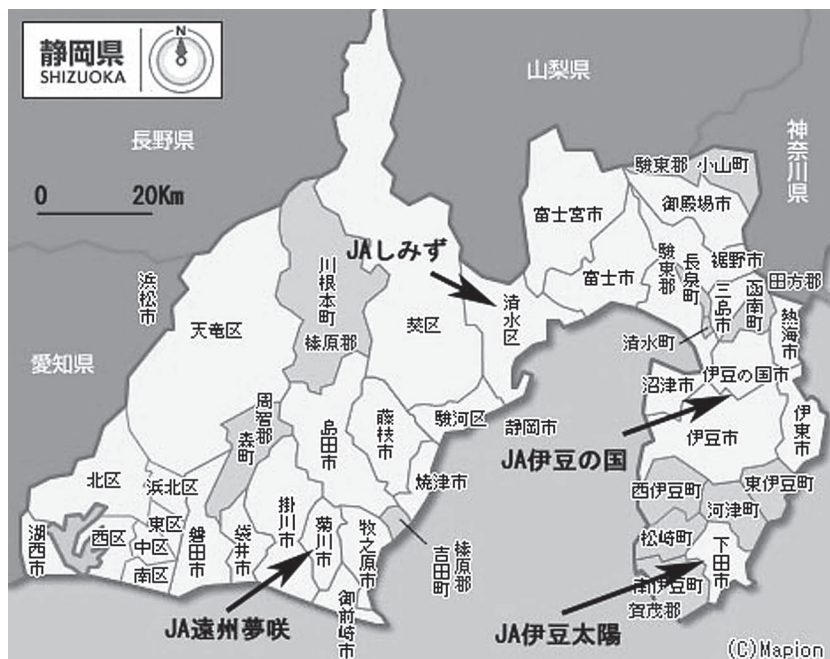 静岡県
SHIZUOKA
N
山梨県
長野県
神奈川県
0 20Km
駿東郡 小山町
御殿場市
富士宮市
JAしみず
富士市
駿東郡
長泉町
裾野市
三島市
函南町
田方郡
熱海市
川根本町
榛原郡
浜松市
天竜区
葵区
清水区
清水町
愛知県
沼津市
伊豆の国市
周智郡
森町
島田市
藤枝市
駿河区
静岡市
伊豆市
伊東市
JA伊豆の国
焼津市
北区
浜北区
西伊豆町
東伊豆町
河津町
湖西市
西区
東区
中区
南区
磐田市
袋井市
掛川市
菊川市
牧之原市
御前崎市
榛原郡
吉田町
松崎町
下田市
南伊豆町
賀茂郡
JA遠州夢咲
JA伊豆太陽
(C)Mapion